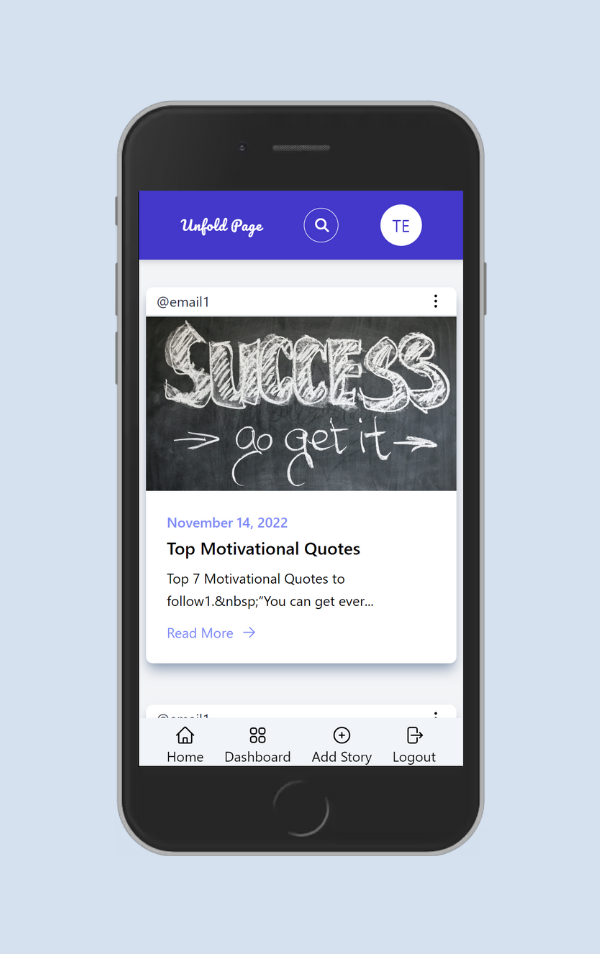 Unfold Page
TE
@email1
SUCCESS
go get it
November 14, 2022
Top Motivational Quotes
Top 7 Motivational Quotes to
follow1.&nbsp;“You can get ever...
Read More
@email1
Home Dashboard Add Story Logout